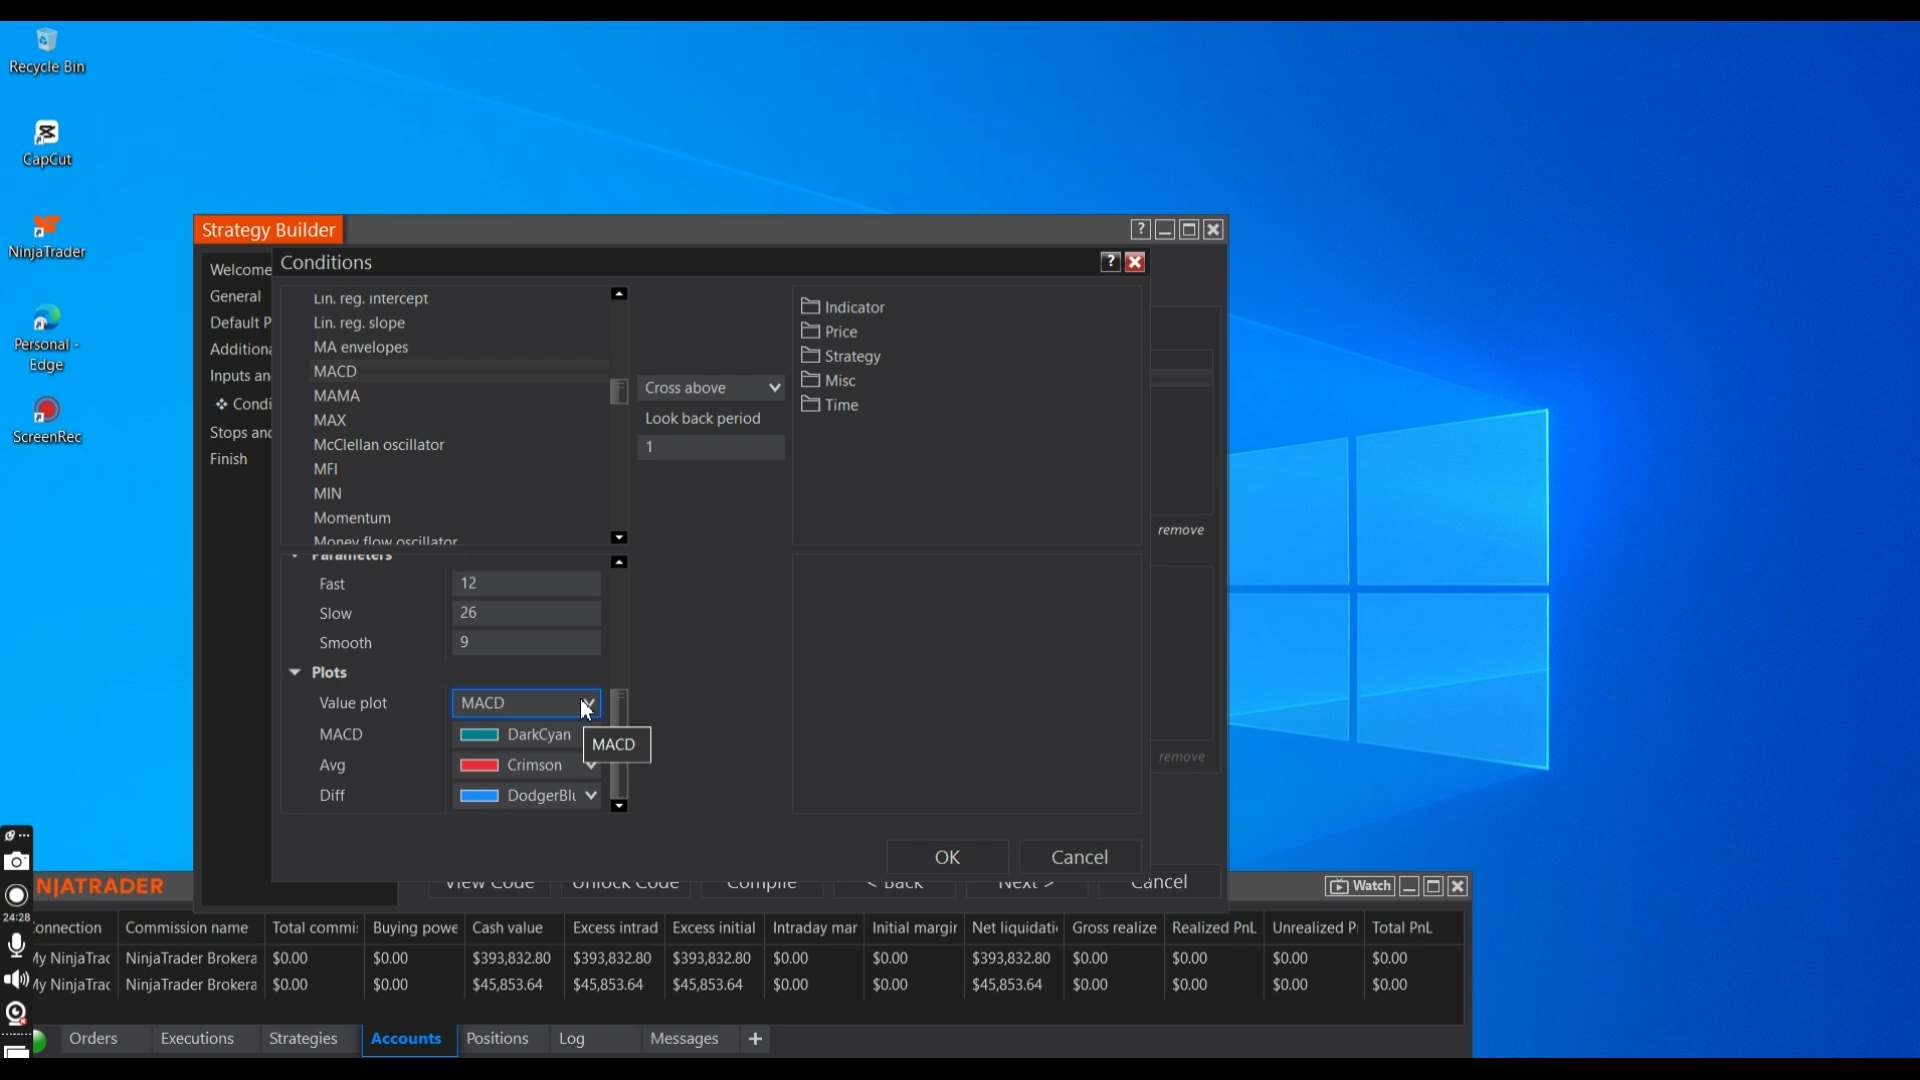 Recycle Bin
CapCut
NinjaTrader
Personal -
Edge
ScreenRec
Strategy Builder
?
Welcome
General
Default P
Additiona
Inputs an
❖ Condi
Stops and
Finish
Conditions
?
Lin. reg. intercept
Lin. reg. slope
MA envelopes
MACD
MAMA
MAX
McClellan oscillator
MFI
MIN
Momentum
Money flow oscillator
Cross above
Look back period
1
Indicator
Price
Strategy
Misc
Time
remove
Parameters
Fast 12
Slow 26
Smooth 9
Plots
Value plot MACD
MACD DarkCyan
MACD
Avg Crimson
Diff DodgerBlu
remove
OK Cancel
View Code Unlock Code Compile < Back Next > Cancel
NJATRADER
Watch
24:28
onnection Commission name Total commi: Buying powe Cash value Excess intrad Excess initial Intraday mar Initial margir Net liquidati Gross realize Realized PnL Unrealized P Total PnL
My NinjaTrac NinjaTrader Brokera $0.00 $0.00 $393,832.80 $393,832.80 $393,832.80 $0.00 $0.00 $393,832.80 $0.00 $0.00 $0.00 $0.00
My NinjaTrac NinjaTrader Brokera $0.00 $0.00 $45,853.64 $45,853.64 $45,853.64 $0.00 $0.00 $45,853.64 $0.00 $0.00 $0.00 $0.00
Orders Executions Strategies Accounts Positions Log Messages +